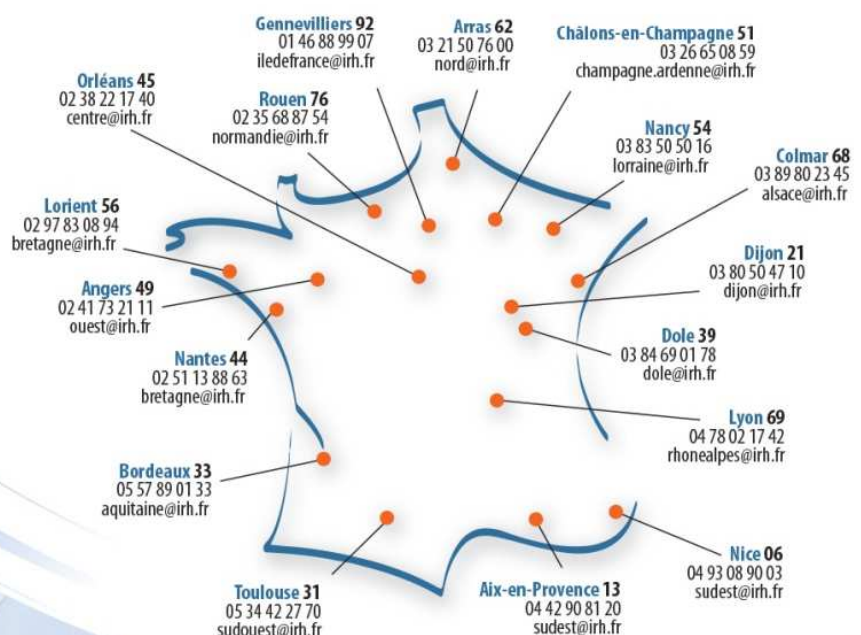 Gennevilliers 92
01 46 88 99 07
iledefrance@irh.fr
Arras 62
03 21 50 76 00
nord@irh.fr
Châlons-en-Champagne 51
03 26 65 08 59
champagne.ardenne@irh.fr
Orléans 45
02 38 22 17 40
centre@irh.fr
Rouen 76
02 35 68 87 54
normandie@irh.fr
Nancy 54
03 83 50 50 16
lorraine@irh.fr
Colmar 68
03 89 80 23 45
alsace@irh.fr
Lorient 56
02 97 83 08 94
bretagne@irh.fr
Dijon 21
03 80 50 47 10
dijon@irh.fr
Angers 49
02 41 73 21 11
ouest@irh.fr
Dole 39
03 84 69 01 78
dole@irh.fr
Nantes 44
02 51 13 88 63
bretagne@irh.fr
Lyon 69
04 78 02 17 42
rhonealpes@irh.fr
Bordeaux 33
05 57 89 01 33
aquitaine@irh.fr
Nice 06
04 93 08 90 03
sudest@irh.fr
Toulouse 31
05 34 42 27 70
sudouest@irh.fr
Aix-en-Provence 13
04 42 90 81 20
sudest@irh.fr